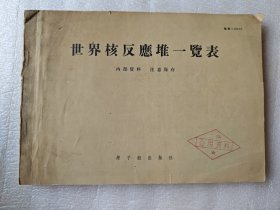 世界核反應堆一覽表
內部資料 注意保存
原子能出版社